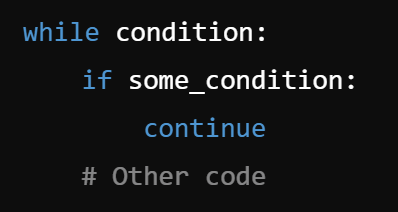 while condition:
    if some_condition:
        continue
    # Other code